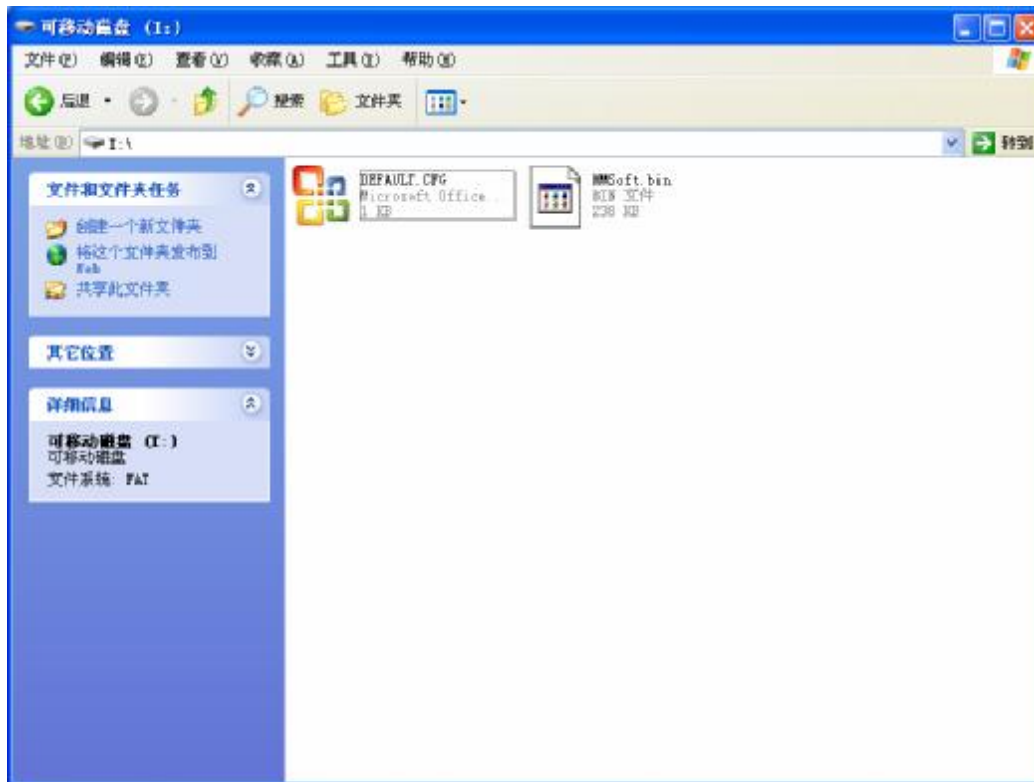 可移动磁盘 (I:)
文件(F) 编辑(E) 查看(V) 收藏(A) 工具(T) 帮助(H)
后退 搜索 文件夹
地址(D) I:\ 转到
文件和文件夹任务
创建一个新文件夹
将这个文件夹发布到
Web
共享此文件夹
其它位置
详细信息
可移动磁盘 (I:)
可移动磁盘
文件系统: FAT
DEFAULT.CFG
Microsoft Office ...
1 KB
MMSoft.bin
BIN 文件
238 KB